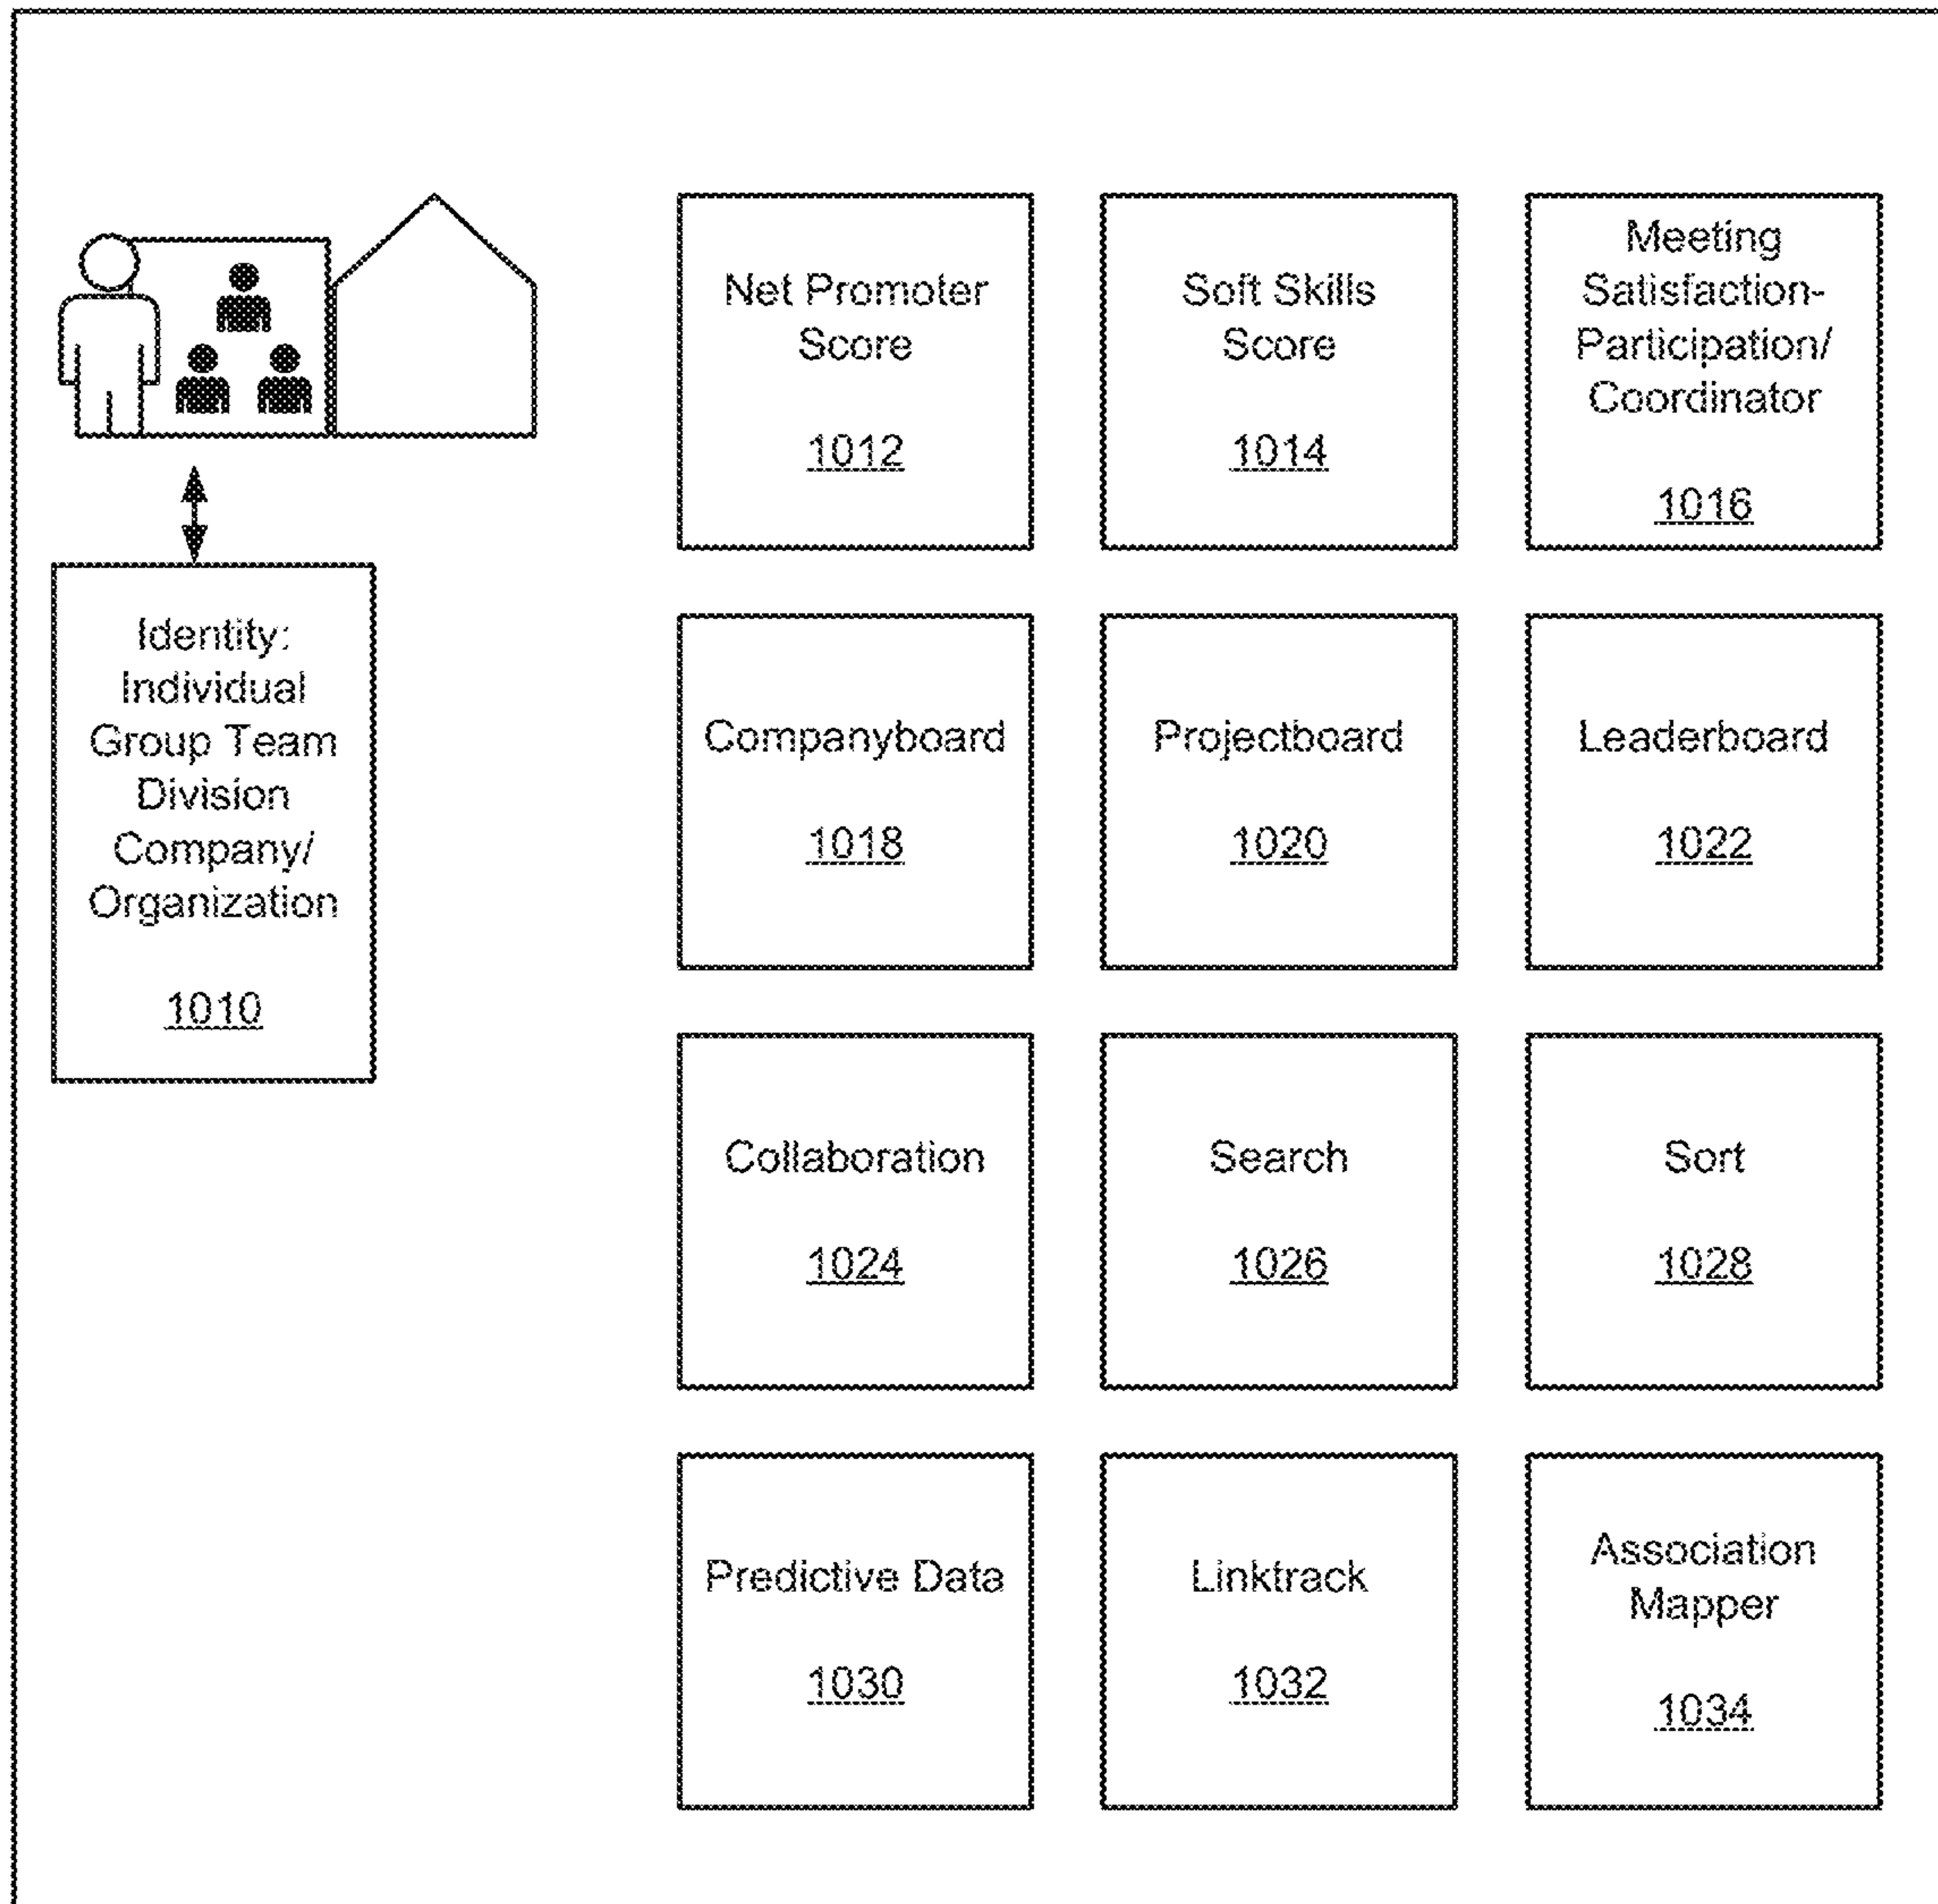 Net Promoter
Score
1012
Soft Skills
Score
1014
Meeting
Satisfaction-
Participation/
Coordinator
1016
Identity:
Individual
Group Team
Division
Company/
Organization
1010
Companyboard
1018
Projectboard
1020
Leaderboard
1022
Collaboration
1024
Search
1026
Sort
1028
Predictive Data
1030
Linktrack
1032
Association
Mapper
1034